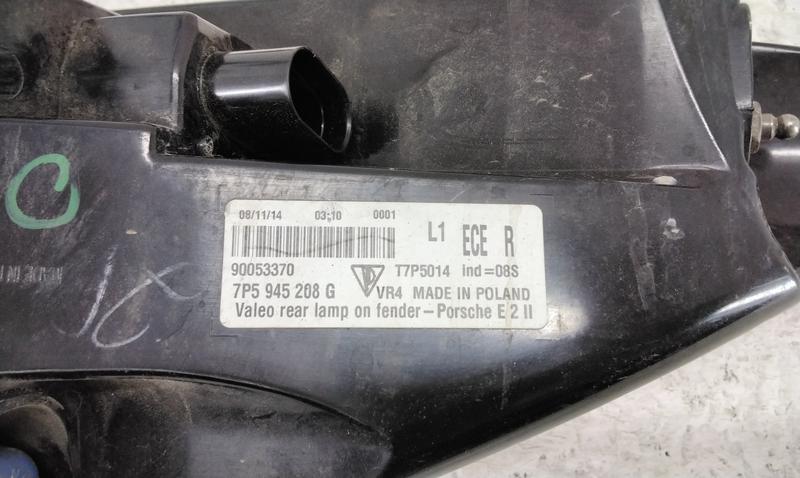 08/11/14 03:10 0001
L1 ECE R
90053370 T7P5014 ind=08S
7P5 945 208 G VR4 MADE IN POLAND
Valeo rear lamp on fender-Porsche E 2 II